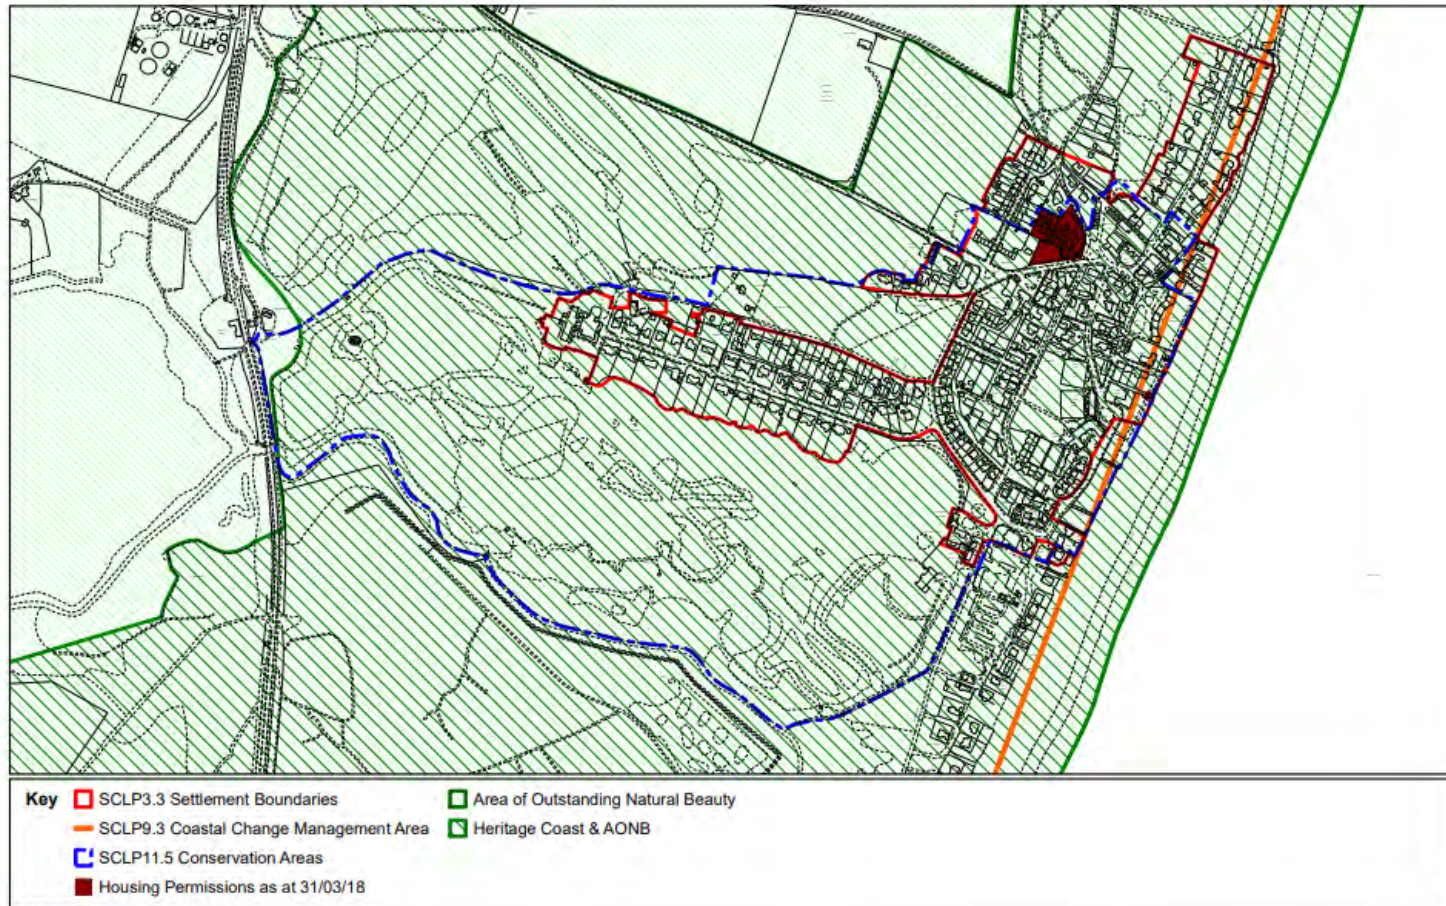 Key
SCLP3.3 Settlement Boundaries
SCLP9.3 Coastal Change Management Area
SCLP11.5 Conservation Areas
Housing Permissions as at 31/03/18
Area of Outstanding Natural Beauty
Heritage Coast & AONB